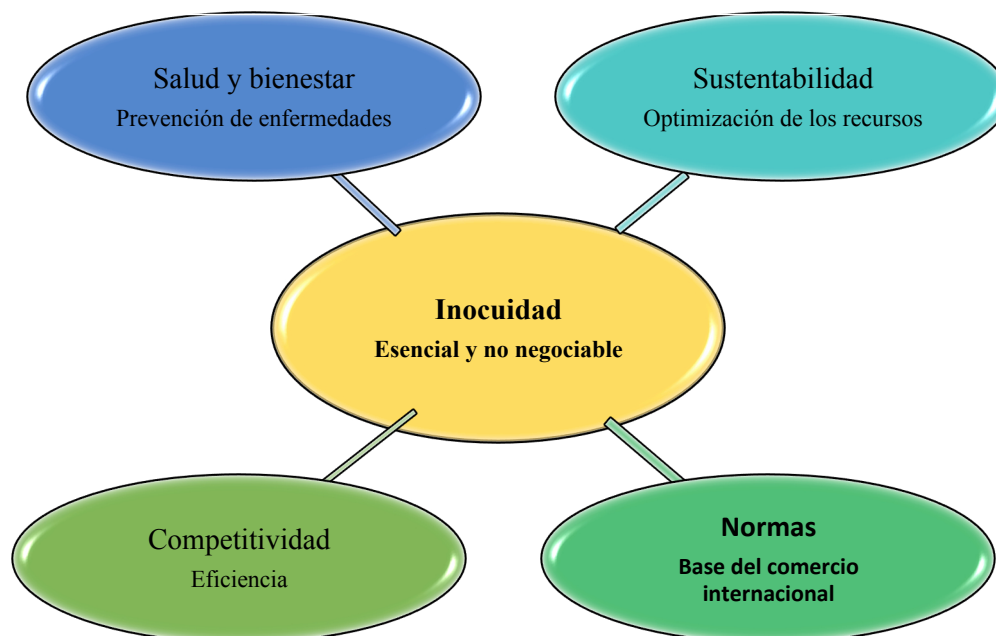 Salud y bienestar
Prevención de enfermedades
Sustentabilidad
Optimización de los recursos
Inocuidad
Esencial y no negociable
Competitividad
Eficiencia
Normas
Base del comercio
internacional